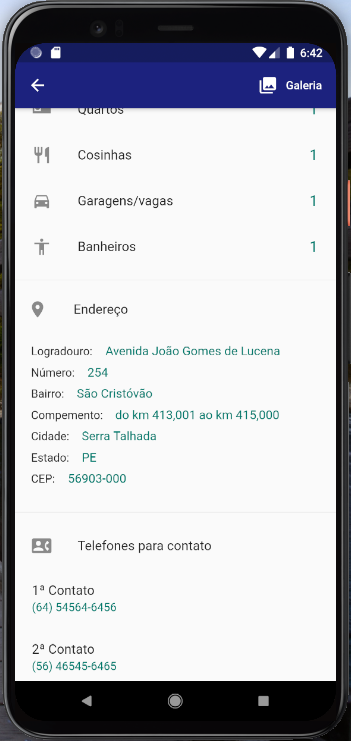 6:42
Galeria
Quartos 1
Cosinhas 1
Garagens/vagas 1
Banheiros 1
Endereço
Logradouro: Avenida João Gomes de Lucena
Número: 254
Bairro: São Cristóvão
Compemento: do km 413,001 ao km 415,000
Cidade: Serra Talhada
Estado: PE
CEP: 56903-000
Telefones para contato
1ª Contato
(64) 54564-6456
2ª Contato
(56) 46545-6465